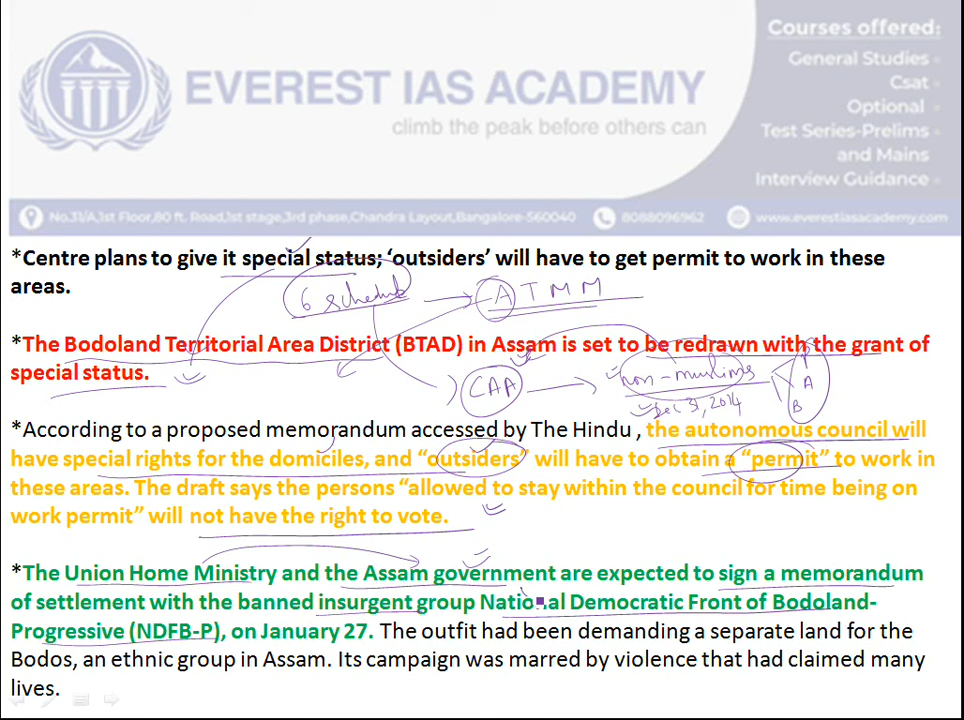 Courses offered:
General Studies -
Csat -
Optional -
Test Series-Prelims -
and Mains
Interview Guidance -
EVEREST IAS ACADEMY
climb the peak before others can
No.31/A,1st Floor,80 ft. Road,1st stage,3rd phase,Chandra Layout,Bangalore-560040 8088096962 www.everestiasacademy.com
*Centre plans to give it special status; ‘outsiders’ will have to get permit to work in these
areas.
6 schedule A T M M
*The Bodoland Territorial Area District (BTAD) in Assam is set to be redrawn with the grant of
special status.
CAA non-muslims P
A
B
Dec 31, 2014
*According to a proposed memorandum accessed by The Hindu , the autonomous council will
have special rights for the domiciles, and “outsiders” will have to obtain a “permit” to work in
these areas. The draft says the persons “allowed to stay within the council for time being on
work permit” will not have the right to vote.
*The Union Home Ministry and the Assam government are expected to sign a memorandum
of settlement with the banned insurgent group National Democratic Front of Bodoland-
Progressive (NDFB-P), on January 27. The outfit had been demanding a separate land for the
Bodos, an ethnic group in Assam. Its campaign was marred by violence that had claimed many
lives.